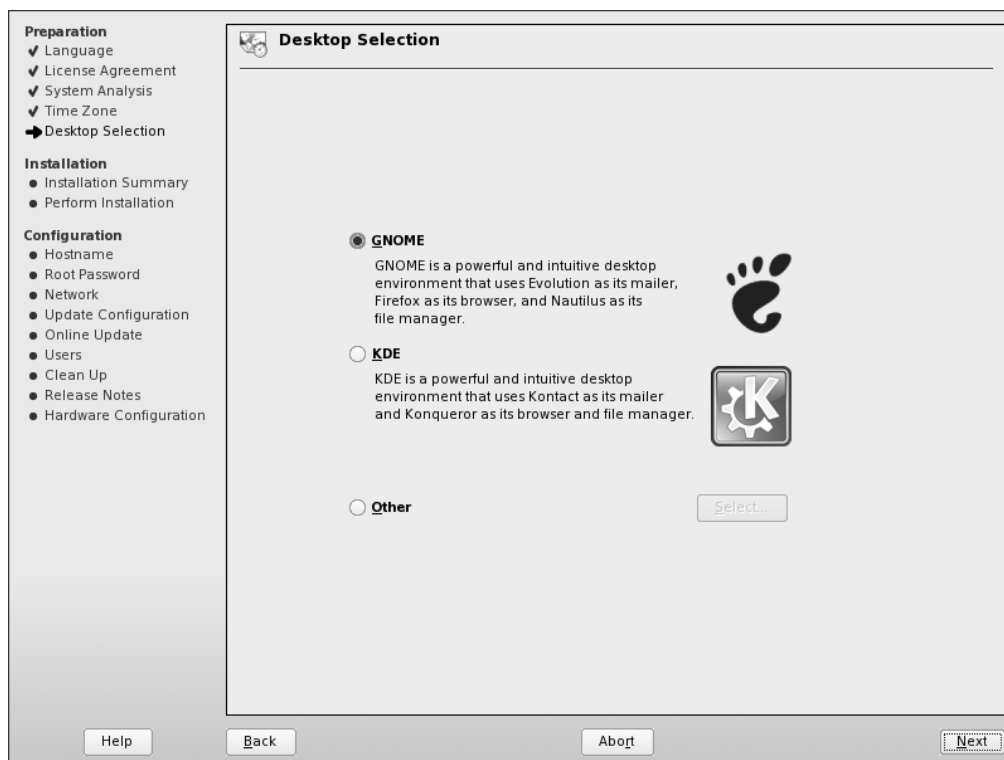 Preparation
Language
License Agreement
System Analysis
Time Zone
Desktop Selection
Installation
Installation Summary
Perform Installation
Configuration
Hostname
Root Password
Network
Update Configuration
Online Update
Users
Clean Up
Release Notes
Hardware Configuration
Desktop Selection
GNOME
GNOME is a powerful and intuitive desktop
environment that uses Evolution as its mailer,
Firefox as its browser, and Nautilus as its
file manager.
KDE
KDE is a powerful and intuitive desktop
environment that uses Kontact as its mailer
and Konqueror as its browser and file manager.
K
Other
Select...
Help
Back
Abort
Next